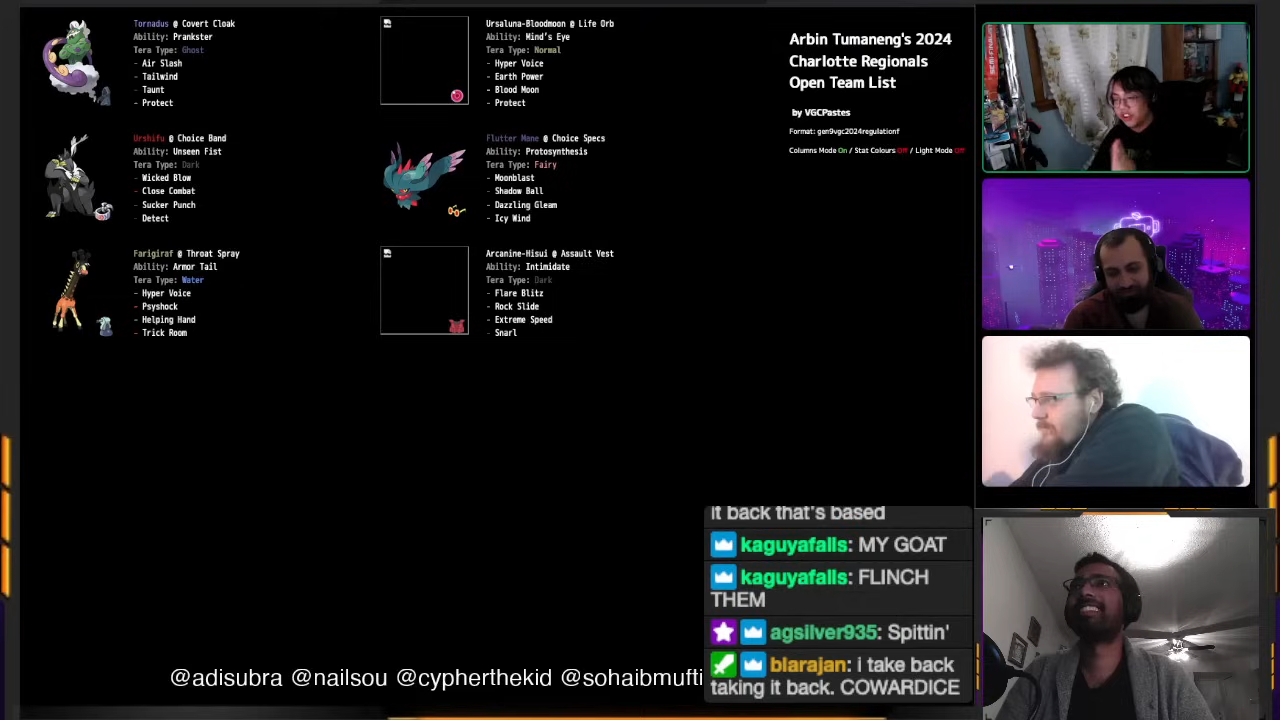 Tornadus @ Covert Cloak
Ability: Prankster
Tera Type: Ghost
- Air Slash
- Tailwind
- Taunt
- Protect
Ursaluna-Bloodmoon @ Life Orb
Ability: Mind's Eye
Tera Type: Normal
- Hyper Voice
- Earth Power
- Blood Moon
- Protect
Urshifu @ Choice Band
Ability: Unseen Fist
Tera Type: Dark
- Wicked Blow
- Close Combat
- Sucker Punch
- Detect
Flutter Mane @ Choice Specs
Ability: Protosynthesis
Tera Type: Fairy
- Moonblast
- Shadow Ball
- Dazzling Gleam
- Icy Wind
Farigiraf @ Throat Spray
Ability: Armor Tail
Tera Type: Water
- Hyper Voice
- Psyshock
- Helping Hand
- Trick Room
Arcanine-Hisui @ Assault Vest
Ability: Intimidate
Tera Type: Dark
- Flare Blitz
- Rock Slide
- Extreme Speed
- Snarl
Arbin Tumaneng's 2024
Charlotte Regionals
Open Team List
by VGCPastes
Format: gen9vgc2024regulationf
Columns Mode On / Stat Colours Off / Light Mode Off
it back that's based
kaguyafalls: MY GOAT
kaguyafalls: FLINCH
THEM
agsilver935: Spittin'
blarajan: i take back
taking it back. COWARDICE
@adisubra @nailsou @cypherthekid @sohaibmufti